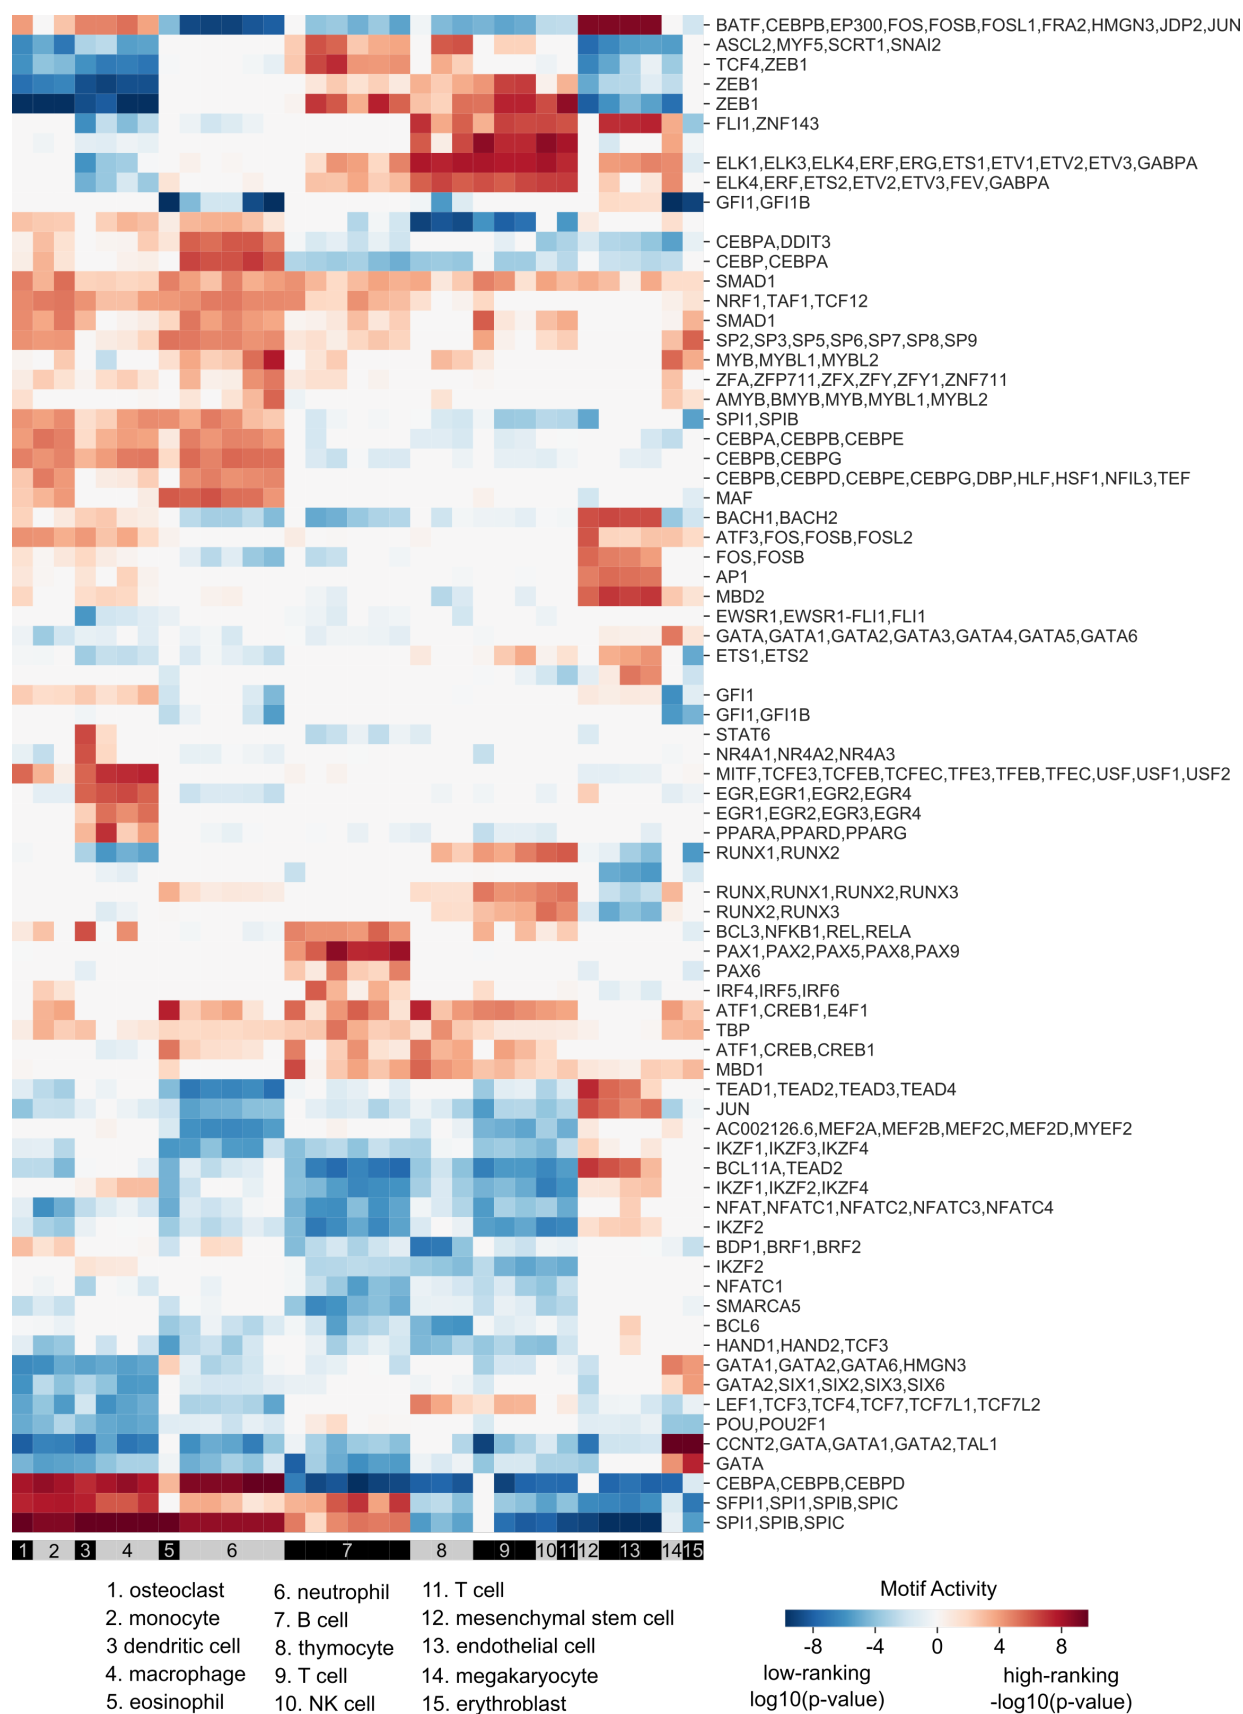 BATF,CEBPB,EP300,FOS,FOSB,FOSL1,FRA2,HMGN3,JDP2,JUN
ASCL2,MYF5,SCRT1,SNAI2
TCF4,ZEB1
ZEB1
ZEB1
FLI1,ZNF143
ELK1,ELK3,ELK4,ERF,ERG,ETS1,ETV1,ETV2,ETV3,GABPA
ELK4,ERF,ETS2,ETV2,ETV3,FEV,GABPA
GFI1,GFI1B
CEBPA,DDIT3
CEBP,CEBPA
SMAD1
NRF1,TAF1,TCF12
SMAD1
SP2,SP3,SP5,SP6,SP7,SP8,SP9
MYB,MYBL1,MYBL2
ZFA,ZFP711,ZFX,ZFY,ZFY1,ZNF711
AMYB,BMYB,MYB,MYBL1,MYBL2
SPI1,SPIB
CEBPA,CEBPB,CEBPE
CEBPB,CEBPG
CEBPB,CEBPD,CEBPE,CEBPG,DBP,HLF,HSF1,NFIL3,TEF
MAF
BACH1,BACH2
ATF3,FOS,FOSB,FOSL2
FOS,FOSB
AP1
MBD2
EWSR1,EWSR1-FLI1,FLI1
GATA,GATA1,GATA2,GATA3,GATA4,GATA5,GATA6
ETS1,ETS2
GFI1
GFI1,GFI1B
STAT6
NR4A1,NR4A2,NR4A3
MITF,TCFE3,TCFEB,TCFEC,TFE3,TFEB,TFEC,USF,USF1,USF2
EGR,EGR1,EGR2,EGR4
EGR1,EGR2,EGR3,EGR4
PPARA,PPARD,PPARG
RUNX1,RUNX2
RUNX,RUNX1,RUNX2,RUNX3
RUNX2,RUNX3
BCL3,NFKB1,REL,RELA
PAX1,PAX2,PAX5,PAX8,PAX9
PAX6
IRF4,IRF5,IRF6
ATF1,CREB1,E4F1
TBP
ATF1,CREB,CREB1
MBD1
TEAD1,TEAD2,TEAD3,TEAD4
JUN
AC002126.6,MEF2A,MEF2B,MEF2C,MEF2D,MYEF2
IKZF1,IKZF3,IKZF4
BCL11A,TEAD2
IKZF1,IKZF2,IKZF4
NFAT,NFATC1,NFATC2,NFATC3,NFATC4
IKZF2
BDP1,BRF1,BRF2
IKZF2
NFATC1
SMARCA5
BCL6
HAND1,HAND2,TCF3
GATA1,GATA2,GATA6,HMGN3
GATA2,SIX1,SIX2,SIX3,SIX6
LEF1,TCF3,TCF4,TCF7,TCF7L1,TCF7L2
POU,POU2F1
CCNT2,GATA,GATA1,GATA2,TAL1
GATA
CEBPA,CEBPB,CEBPD
SFPI1,SPI1,SPIB,SPIC
SPI1,SPIB,SPIC
1 2 3 4 5 6 7 8 9 10 11 12 13 14 15
1. osteoclast
2. monocyte
3 dendritic cell
4. macrophage
5. eosinophil
6. neutrophil
7. B cell
8. thymocyte
9. T cell
10. NK cell
11. T cell
12. mesenchymal stem cell
13. endothelial cell
14. megakaryocyte
15. erythroblast
Motif Activity
-8 -4 0 4 8
low-ranking high-ranking
log10(p-value) -log10(p-value)